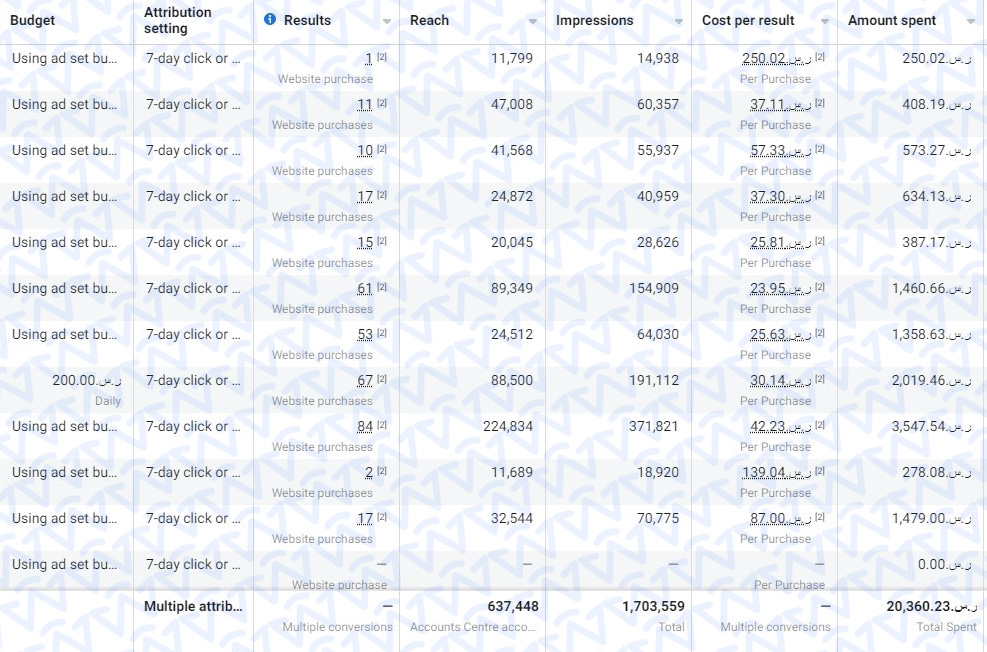 Budget Attribution setting Results Reach Impressions Cost per result Amount spent
Using ad set bu... 7-day click or ... 1 [2] 11,799 14,938 250.02.ر.س [2] 250.02.ر.س
Website purchase Per Purchase
Using ad set bu... 7-day click or ... 11 [2] 47,008 60,357 37.11.ر.س [2] 408.19.ر.س
Website purchases Per Purchase
Using ad set bu... 7-day click or ... 10 [2] 41,568 55,937 57.33.ر.س [2] 573.27.ر.س
Website purchases Per Purchase
Using ad set bu... 7-day click or ... 17 [2] 24,872 40,959 37.30.ر.س [2] 634.13.ر.س
Website purchases Per Purchase
Using ad set bu... 7-day click or ... 15 [2] 20,045 28,626 25.81.ر.س [2] 387.17.ر.س
Website purchases Per Purchase
Using ad set bu... 7-day click or ... 61 [2] 89,349 154,909 23.95.ر.س [2] 1,460.66.ر.س
Website purchases Per Purchase
Using ad set bu... 7-day click or ... 53 [2] 24,512 64,030 25.63.ر.س [2] 1,358.63.ر.س
Website purchases Per Purchase
200.00.ر.س 7-day click or ... 67 [2] 88,500 191,112 30.14.ر.س [2] 2,019.46.ر.س
Daily Website purchases Per Purchase
Using ad set bu... 7-day click or ... 84 [2] 224,834 371,821 42.23.ر.س [2] 3,547.54.ر.س
Website purchases Per Purchase
Using ad set bu... 7-day click or ... 2 [2] 11,689 18,920 139.04.ر.س [2] 278.08.ر.س
Website purchases Per Purchase
Using ad set bu... 7-day click or ... 17 [2] 32,544 70,775 87.00.ر.س [2] 1,479.00.ر.س
Website purchases Per Purchase
Using ad set bu... 7-day click or ... — — — — 0.00.ر.س
Website purchase Per Purchase
Multiple attrib... — 637,448 1,703,559 — 20,360.23.ر.س
Multiple conversions Accounts Centre acco... Total Multiple conversions Total Spent